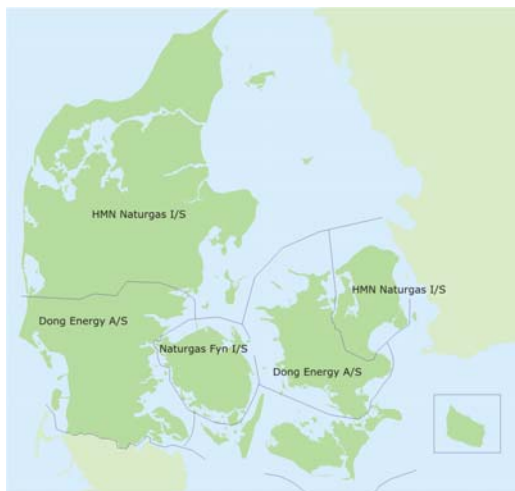 HMN Naturgas I/S
HMN Naturgas I/S
Dong Energy A/S
Naturgas Fyn I/S
Dong Energy A/S